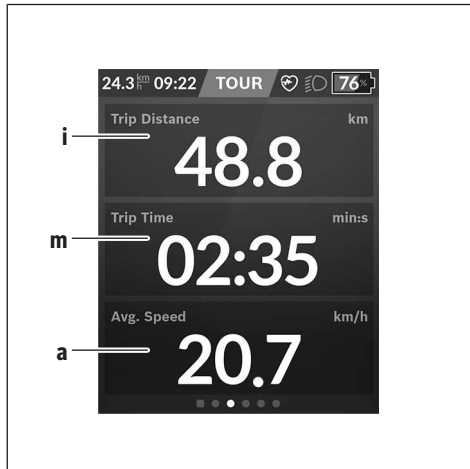 24.3 km/h 09:22 TOUR 76%
Trip Distance km
i
48.8
Trip Time min:s
m
02:35
Avg. Speed km/h
a
20.7